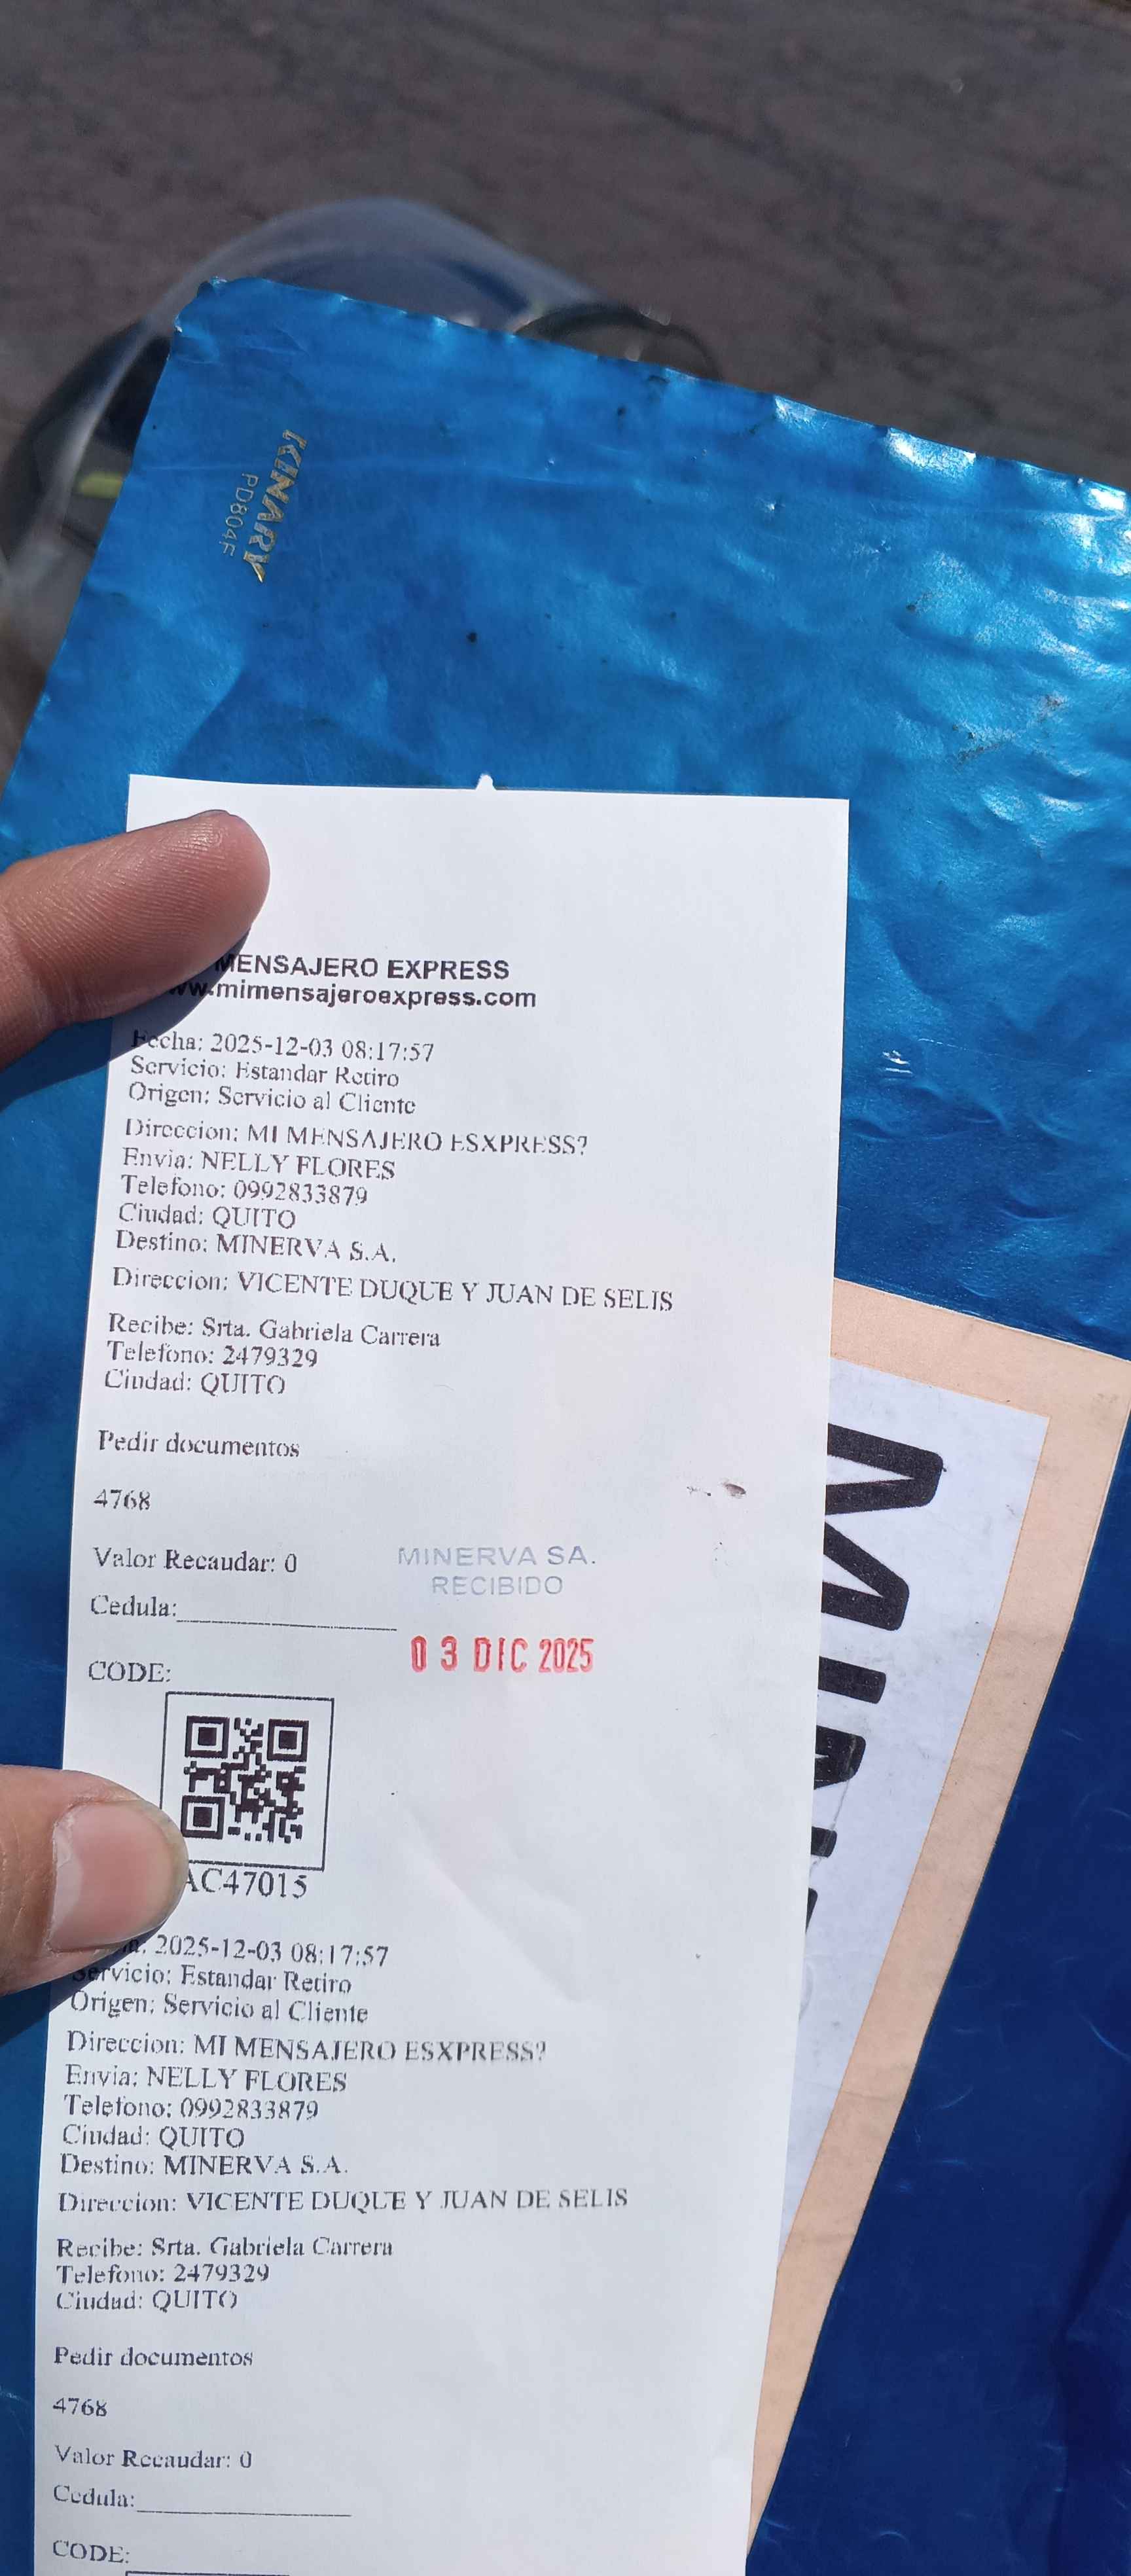 KINARY
PD804F
MENSAJERO EXPRESS
www.mimensajeroexpress.com
Fecha: 2025-12-03 08:17:57
Servicio: Estandar Retiro
Origen: Servicio al Cliente
Direccion: MI MENSAJERO ESXPRESS?
Envia: NELLY FLORES
Telefono: 0992833879
Ciudad: QUITO
Destino: MINERVA S.A.
Direccion: VICENTE DUQUE Y JUAN DE SELIS
Recibe: Srta. Gabriela Carrera
Telefono: 2479329
Ciudad: QUITO
Pedir documentos
4768
Valor Recaudar: 0
MINERVA SA.
RECIBIDO
Cedula:
03 DIC 2025
CODE:
AC47015
2025-12-03 08:17:57
Servicio: Estandar Retiro
Origen: Servicio al Cliente
Direccion: MI MENSAJERO ESXPRESS?
Envia: NELLY FLORES
Telefono: 0992833879
Ciudad: QUITO
Destino: MINERVA S.A.
Direccion: VICENTE DUQUE Y JUAN DE SELIS
Recibe: Srta. Gabriela Carrera
Telefono: 2479329
Ciudad: QUITO
Pedir documentos
4768
Valor Recaudar: 0
Cedula:
CODE: